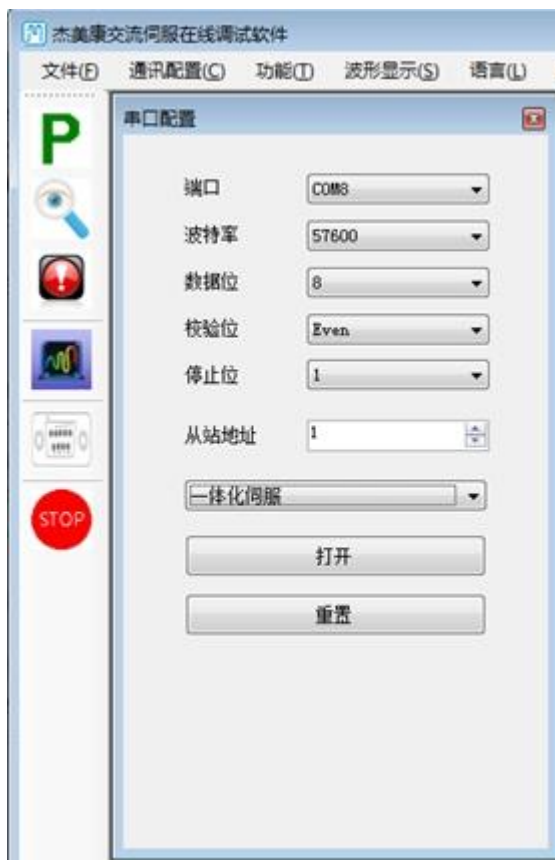 杰美康交流伺服在线调试软件
文件(F) 通讯配置(C) 功能(T) 波形显示(S) 语言(L)
P
串口配置
端口 COM8
波特率 57600
数据位 8
校验位 Even
停止位 1
从站地址 1
一体化伺服
STOP
打开
重置